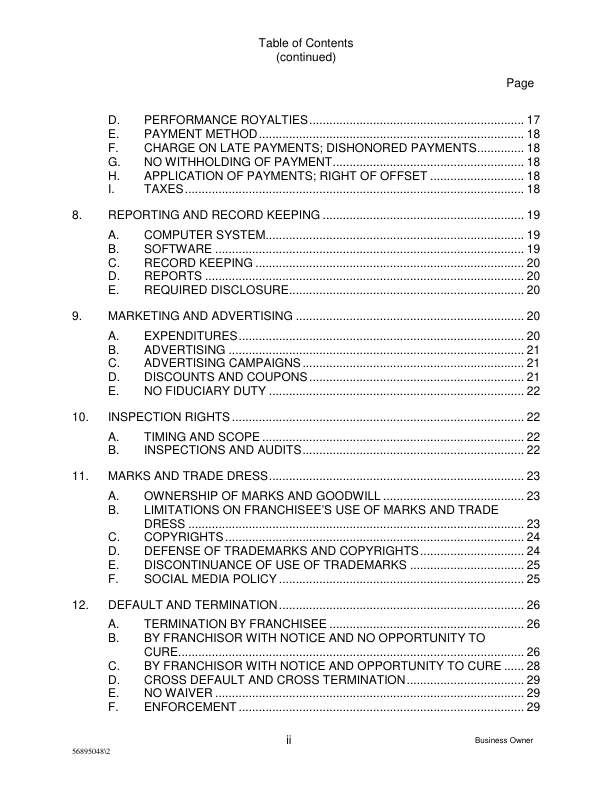 Table of Contents
(continued)
Page
D. PERFORMANCE ROYALTIES................................................................ 17
E. PAYMENT METHOD............................................................................... 18
F. CHARGE ON LATE PAYMENTS; DISHONORED PAYMENTS.............. 18
G. NO WITHHOLDING OF PAYMENT......................................................... 18
H. APPLICATION OF PAYMENTS; RIGHT OF OFFSET ............................ 18
I. TAXES..................................................................................................... 18
8. REPORTING AND RECORD KEEPING ............................................................ 19
A. COMPUTER SYSTEM............................................................................. 19
B. SOFTWARE ............................................................................................ 19
C. RECORD KEEPING ................................................................................ 20
D. REPORTS ............................................................................................... 20
E. REQUIRED DISCLOSURE...................................................................... 20
9. MARKETING AND ADVERTISING .................................................................... 20
A. EXPENDITURES..................................................................................... 20
B. ADVERTISING ........................................................................................ 21
C. ADVERTISING CAMPAIGNS.................................................................. 21
D. DISCOUNTS AND COUPONS................................................................ 21
E. NO FIDUCIARY DUTY ............................................................................ 22
10. INSPECTION RIGHTS....................................................................................... 22
A. TIMING AND SCOPE .............................................................................. 22
B. INSPECTIONS AND AUDITS.................................................................. 22
11. MARKS AND TRADE DRESS............................................................................ 23
A. OWNERSHIP OF MARKS AND GOODWILL .......................................... 23
B. LIMITATIONS ON FRANCHISEE'S USE OF MARKS AND TRADE
DRESS .................................................................................................... 23
C. COPYRIGHTS......................................................................................... 24
D. DEFENSE OF TRADEMARKS AND COPYRIGHTS............................... 24
E. DISCONTINUANCE OF USE OF TRADEMARKS .................................. 25
F. SOCIAL MEDIA POLICY ......................................................................... 25
12. DEFAULT AND TERMINATION......................................................................... 26
A. TERMINATION BY FRANCHISEE .......................................................... 26
B. BY FRANCHISOR WITH NOTICE AND NO OPPORTUNITY TO
CURE....................................................................................................... 26
C. BY FRANCHISOR WITH NOTICE AND OPPORTUNITY TO CURE ...... 28
D. CROSS DEFAULT AND CROSS TERMINATION................................... 29
E. NO WAIVER ............................................................................................ 29
F. ENFORCEMENT ..................................................................................... 29
ii
Business Owner
56895048\2